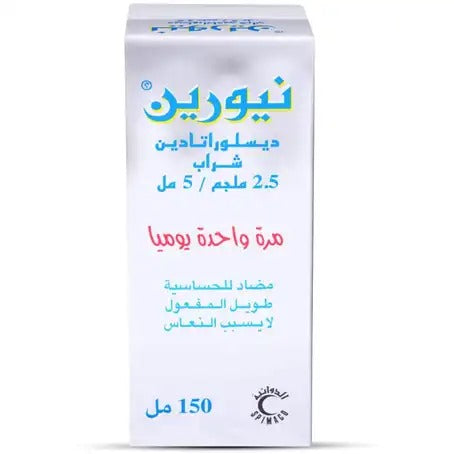 نيورين®
ديسلوراتادين
شراب
2.5 ملجم / 5 مل
مرة واحدة يوميا
مضاد للحساسية
طويل المفعول
لا يسبب النعاس
150 مل
الدوائية
SPIMACO